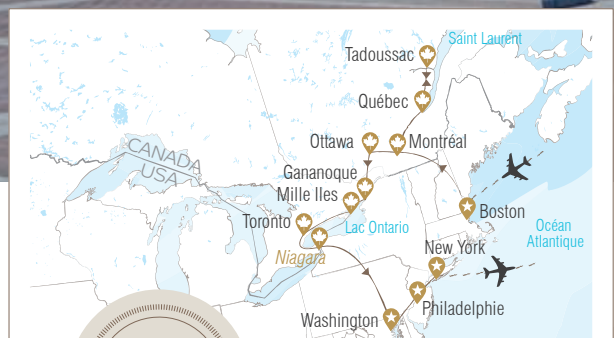 Saint Laurent
Tadoussac
Québec
Ottawa
Montréal
CANADA
USA
Gananoque
Mille Iles
Toronto
Lac Ontario
Boston
Océan
Atlantique
Niagara
New York
Philadelphie
Washington